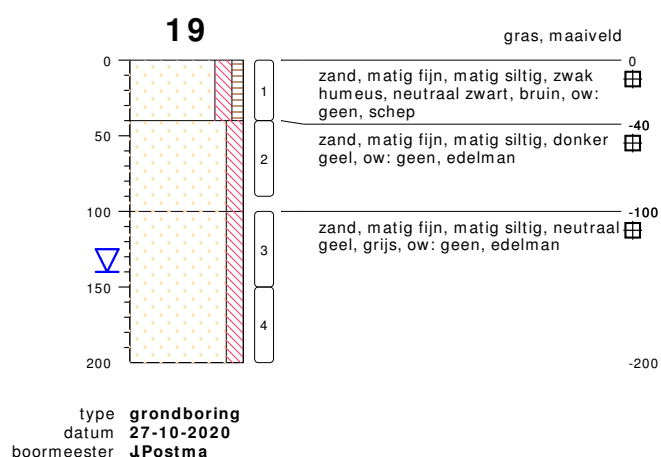 19
gras, maaiveld
0
0
zand, matig fijn, matig siltig, zwak
humeus, neutraal zwart, bruin, ow:
geen, schep
1
-40
50
zand, matig fijn, matig siltig, donker
geel, ow: geen, edelman
2
100
-100
zand, matig fijn, matig siltig, neutraal
geel, grijs, ow: geen, edelman
3
150
4
200
-200
type grondboring
datum 27-10-2020
boormeester J.Postma